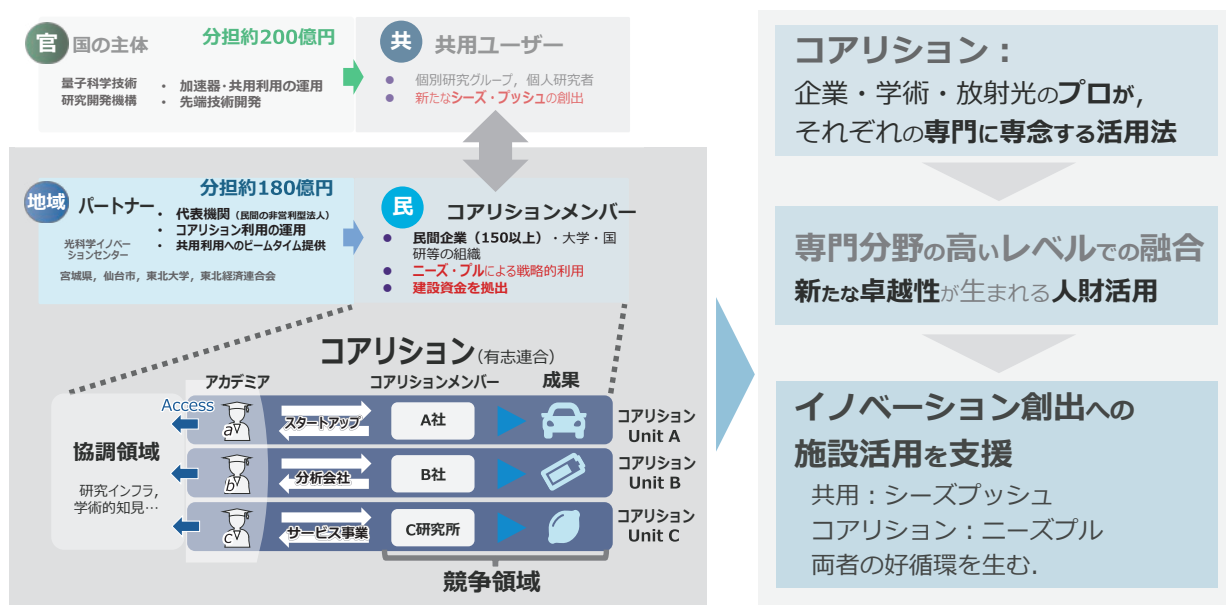 官 国の主体
分担約200億円
量子科学技術
研究開発機構
・ 加速器・共用利用の運用
・ 先端技術開発
共 共用ユーザー
● 個別研究グループ，個人研究者
● 新たなシーズ・プッシュの創出
地域 パートナー
分担約180億円
・ 代表機関（民間の非営利型法人）
・ コアリション利用の運用
・ 共用利用へのビームタイム提供
光科学イノベー
ションセンター
宮城県，仙台市，東北大学，東北経済連合会
民 コアリションメンバー
● 民間企業（150以上）・大学・国
研等の組織
● ニーズ・プルによる戦略的利用
● 建設資金を拠出
コアリション(有志連合)
アカデミア
コアリションメンバー
成果
Access
協調領域
研究インフラ，
学術的知見…
a
スタートアップ
A社
コアリション
Unit A
b
分析会社
B社
コアリション
Unit B
c
サービス事業
C研究所
コアリション
Unit C
競争領域
コアリション：
企業・学術・放射光のプロが，
それぞれの専門に専念する活用法
専門分野の高いレベルでの融合
新たな卓越性が生まれる人財活用
イノベーション創出への
施設活用を支援
共用：シーズプッシュ
コアリション：ニーズプル
両者の好循環を生む.